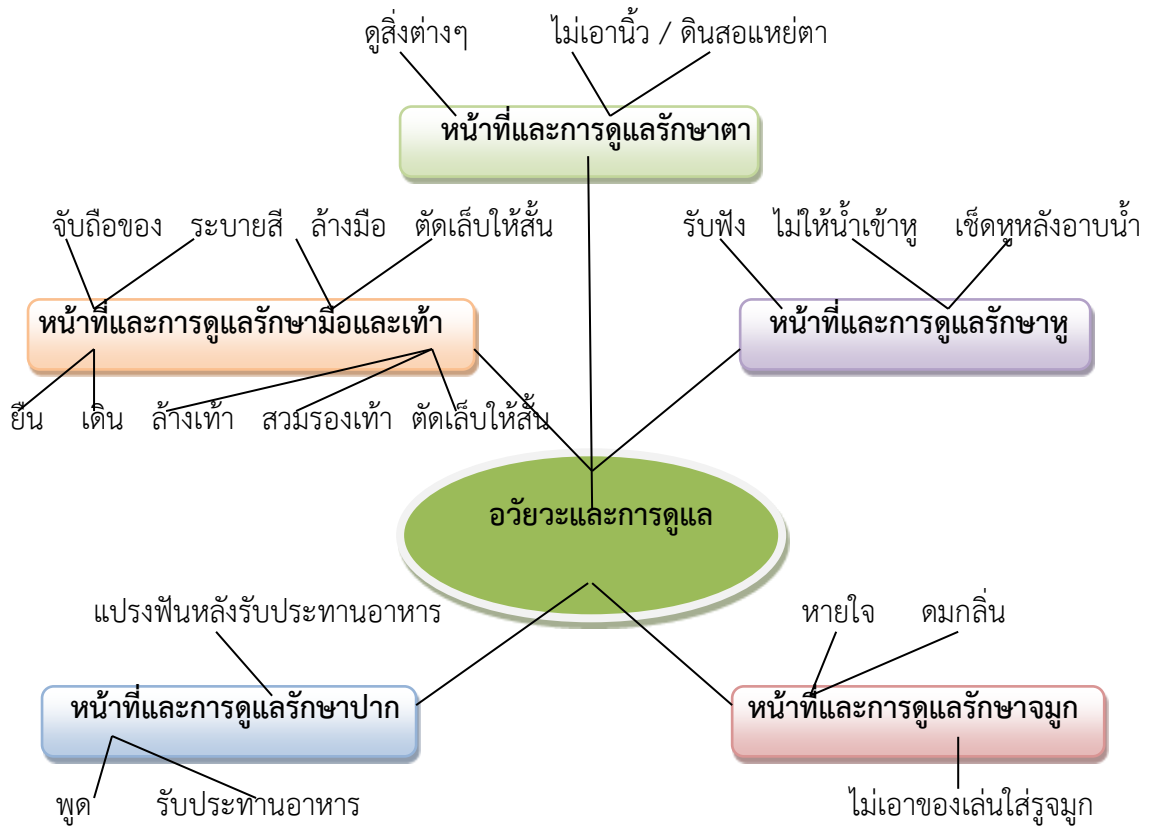 ดูสิ่งต่างๆ ไม่เอานิ้ว / ดินสอแหย่ตา
หน้าที่และการดูแลรักษาตา
จับถือของ ระบายสี ล้างมือ ตัดเล็บให้สั้น
หน้าที่และการดูแลรักษามือและเท้า
ยืน เดิน ล้างเท้า สวมรองเท้า ตัดเล็บให้สั้น
รับฟัง ไม่ให้น้ำเข้าหู เช็ดหูหลังอาบน้ำ
หน้าที่และการดูแลรักษาหู
อวัยวะและการดูแล
แปรงฟันหลังรับประทานอาหาร
หน้าที่และการดูแลรักษาปาก
พูด รับประทานอาหาร
หายใจ ดมกลิ่น
หน้าที่และการดูแลรักษาจมูก
ไม่เอาของเล่นใส่รูจมูก